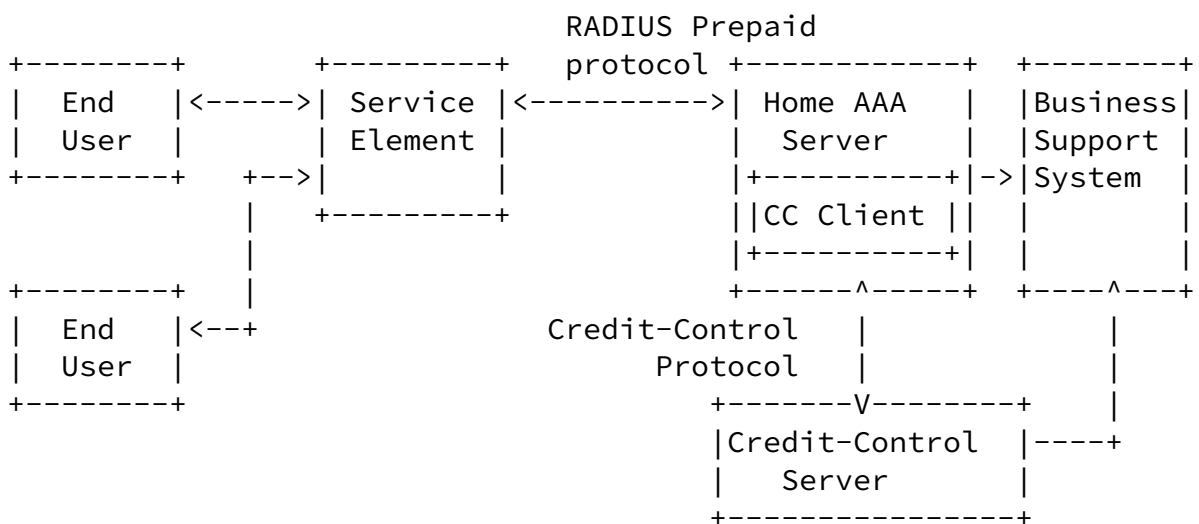 RADIUS Prepaid
protocol
End Service Home AAA Business
User Element Server Support
System
CC Client
End Credit-Control
User Protocol
Credit-Control
Server